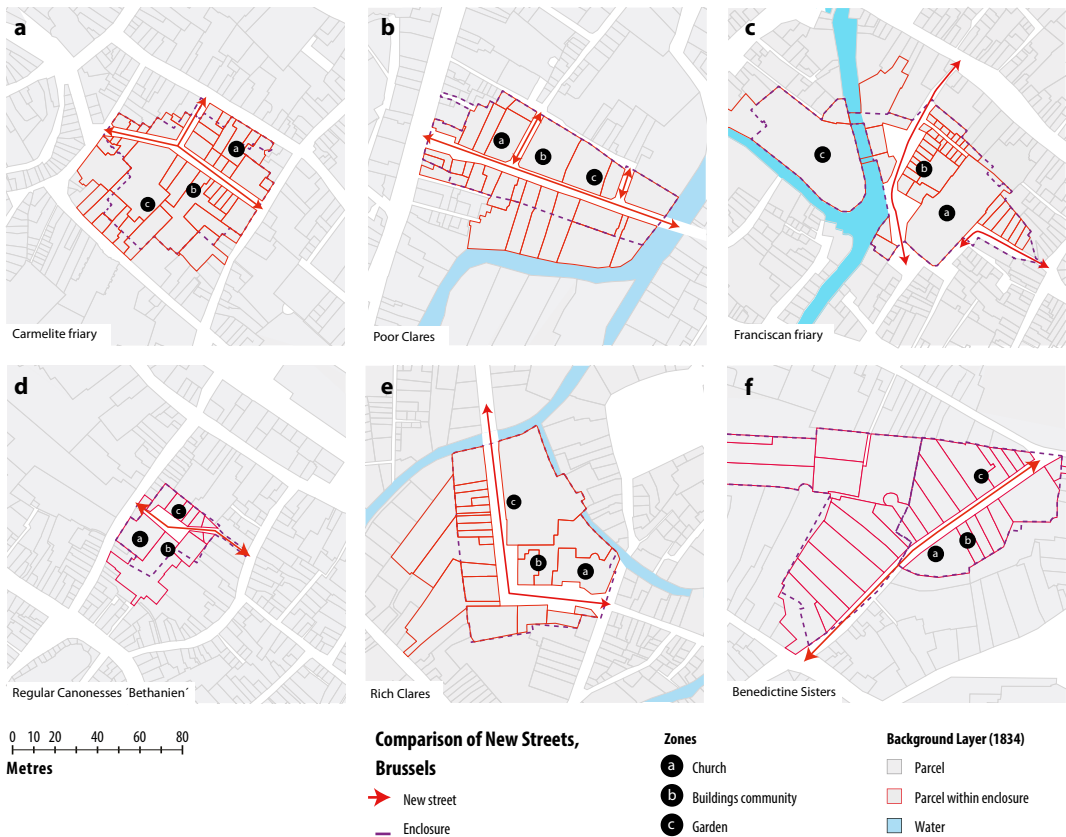 a
a
b
c
Carmelite friary
b
a
b
c
Poor Clares
c
c
b
a
Franciscan friary
d
c
a
b
Regular Canonesses ´Bethanien´
e
c
b
a
Rich Clares
f
c
b
a
Benedictine Sisters
0 10 20 40 60 80
Metres
Comparison of New Streets,
Brussels
New street
Enclosure
Zones
a Church
b Buildings community
c Garden
Background Layer (1834)
Parcel
Parcel within enclosure
Water